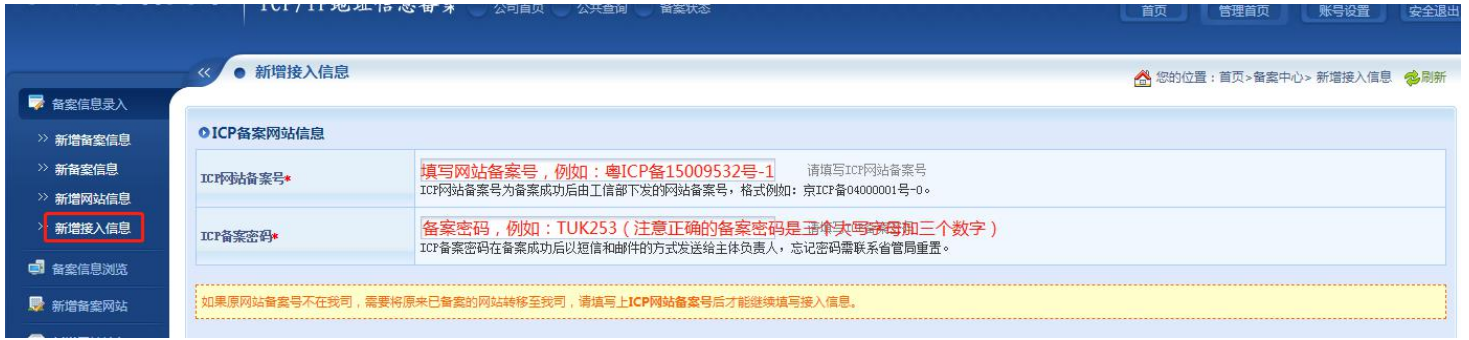 ICP/IP地址信息备案 公司首页 公共查询 备案状态 首页 管理首页 账号设置 安全退出
新增接入信息
您的位置：首页>备案中心> 新增接入信息 刷新
备案信息录入
新增备案信息
新备案信息
新增网站信息
新增接入信息
备案信息浏览
新增备案网站
ICP备案网站信息
ICP网站备案号*
填写网站备案号，例如：粤ICP备15009532号-1 请填写ICP网站备案号
ICP网站备案号为备案成功后由工信部下发的网站备案号，格式例如：京ICP备04000001号-0。
ICP备案密码*
备案密码，例如：TUK253（注意正确的备案密码是三个大写字母加三个数字）
ICP备案密码在备案成功后以短信和邮件的方式发送给主体负责人，忘记密码需联系省管局重置。
如果原网站备案号不在我司，需要将原来已备案的网站转移至我司，请填写上ICP网站备案号后才能继续填写接入信息。